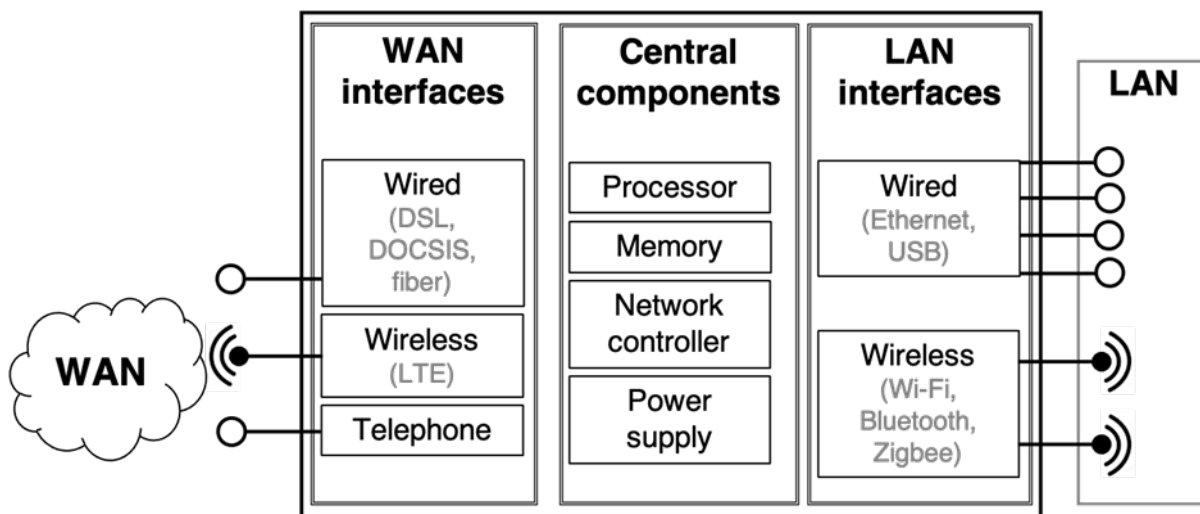 WAN
WAN
interfaces
Wired
(DSL,
DOCSIS,
fiber)
Wireless
(LTE)
Telephone
Central
components
Processor
Memory
Network
controller
Power
supply
LAN
interfaces
Wired
(Ethernet,
USB)
Wireless
(Wi-Fi,
Bluetooth,
Zigbee)
LAN